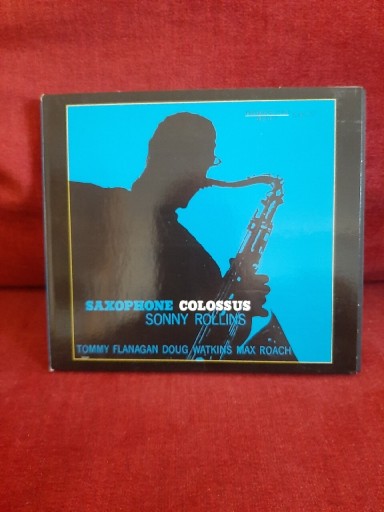 SAXOPHONE COLOSSUS
SONNY ROLLINS
TOMMY FLANAGAN DOUG WATKINS MAX ROACH